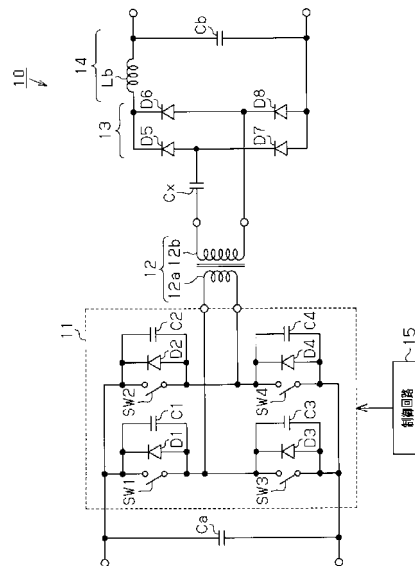 10
14
Lb
Cb
13
D6
D5
D8
D7
Cx
12
12a
12b
11
SW2
D2
C2
SW1
D1
C1
SW4
D4
C4
SW3
D3
C3
Ca
15
制御回路